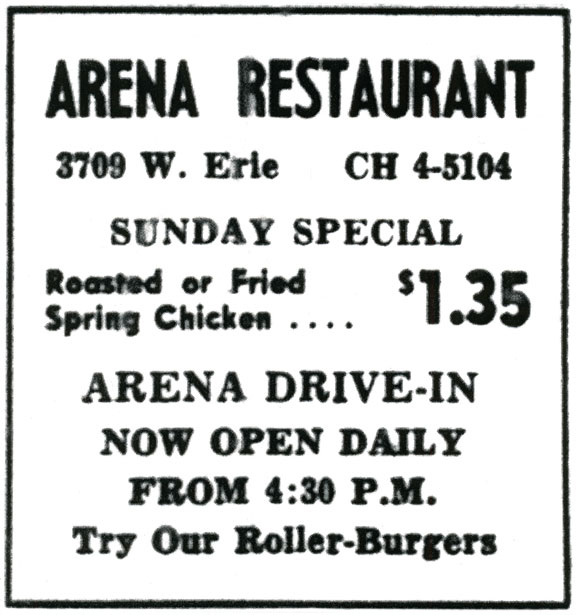 ARENA RESTAURANT
3709 W. Erie CH 4-5104
SUNDAY SPECIAL
Roasted or Fried
Spring Chicken .... $1.35
ARENA DRIVE-IN
NOW OPEN DAILY
FROM 4:30 P.M.
Try Our Roller-Burgers